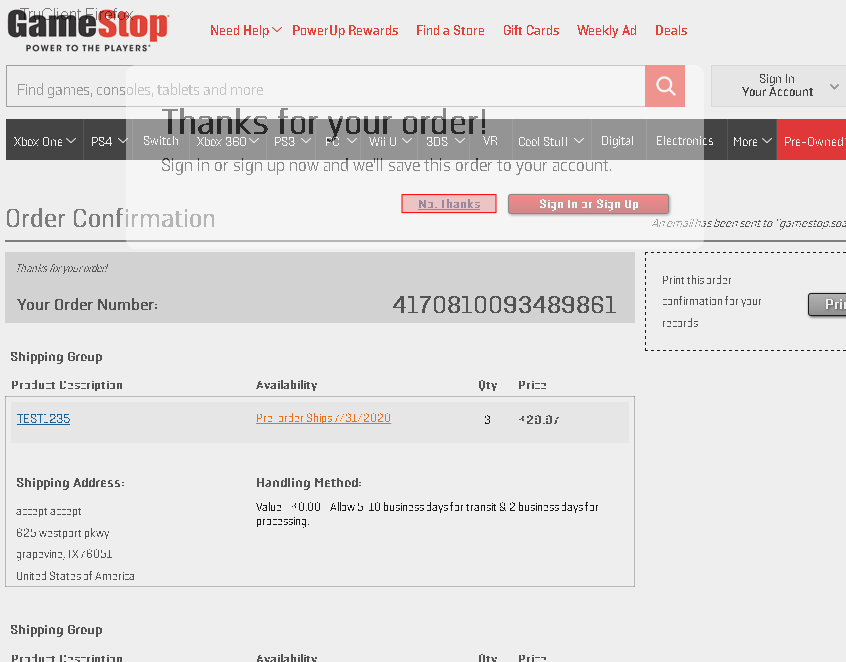 TruClient Firefox
GameStop
POWER TO THE PLAYERS
Need Help PowerUp Rewards Find a Store Gift Cards Weekly Ad Deals
Find games, consoles, tablets and more
Sign In
Your Account
Thanks for your order!
Xbox One PS4 Switch Xbox 360 PS3 PC Wii U 3DS VR Cool Stuff Digital Electronics More Pre-Owned
Sign in or sign up now and we'll save this order to your account.
No, Thanks Sign In or Sign Up
Order Confirmation
An email has been sent to "gamestop.soa
Thanks for your order!
Your Order Number: 4170810093489861
Print this order
confirmation for your
records
Prin
Shipping Group
Product Description Availability Qty Price
TEST1235 Pre-order Ships 7/31/2020 3
Shipping Address: Handling Method:
accept accept
Value - $0.00 - Allow 5-10 business days for transit & 2 business days for
processing.
625 westport pkwy
grapevine, TX 76051
United States of America
Shipping Group
Product Description Availability Qty Price